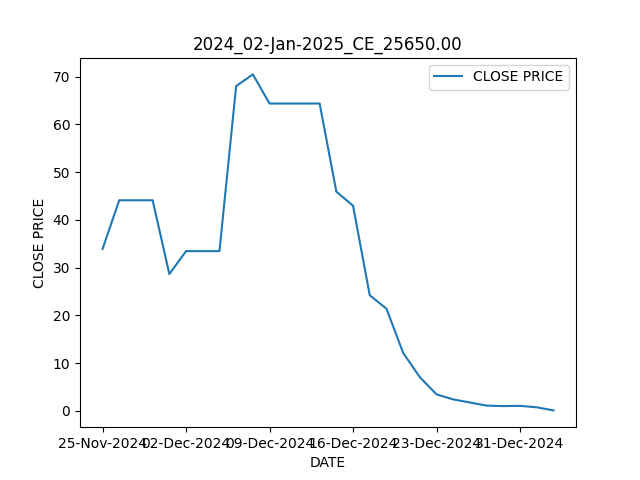 2024_02-Jan-2025_CE_25650.00
CLOSE PRICE
70
60
50
40
30
20
10
0
CLOSE PRICE
25-Nov-2024 02-Dec-2024 09-Dec-2024 16-Dec-2024 23-Dec-2024 31-Dec-2024
DATE